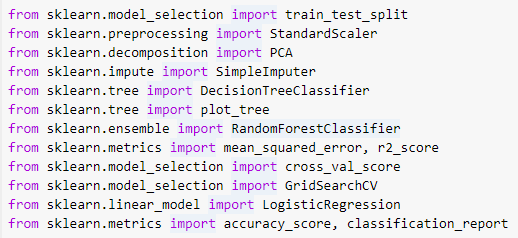 from sklearn.model_selection import train_test_split
from sklearn.preprocessing import StandardScaler
from sklearn.decomposition import PCA
from sklearn.impute import SimpleImputer
from sklearn.tree import DecisionTreeClassifier
from sklearn.tree import plot_tree
from sklearn.ensemble import RandomForestClassifier
from sklearn.metrics import mean_squared_error, r2_score
from sklearn.model_selection import cross_val_score
from sklearn.model_selection import GridSearchCV
from sklearn.linear_model import LogisticRegression
from sklearn.metrics import accuracy_score, classification_report